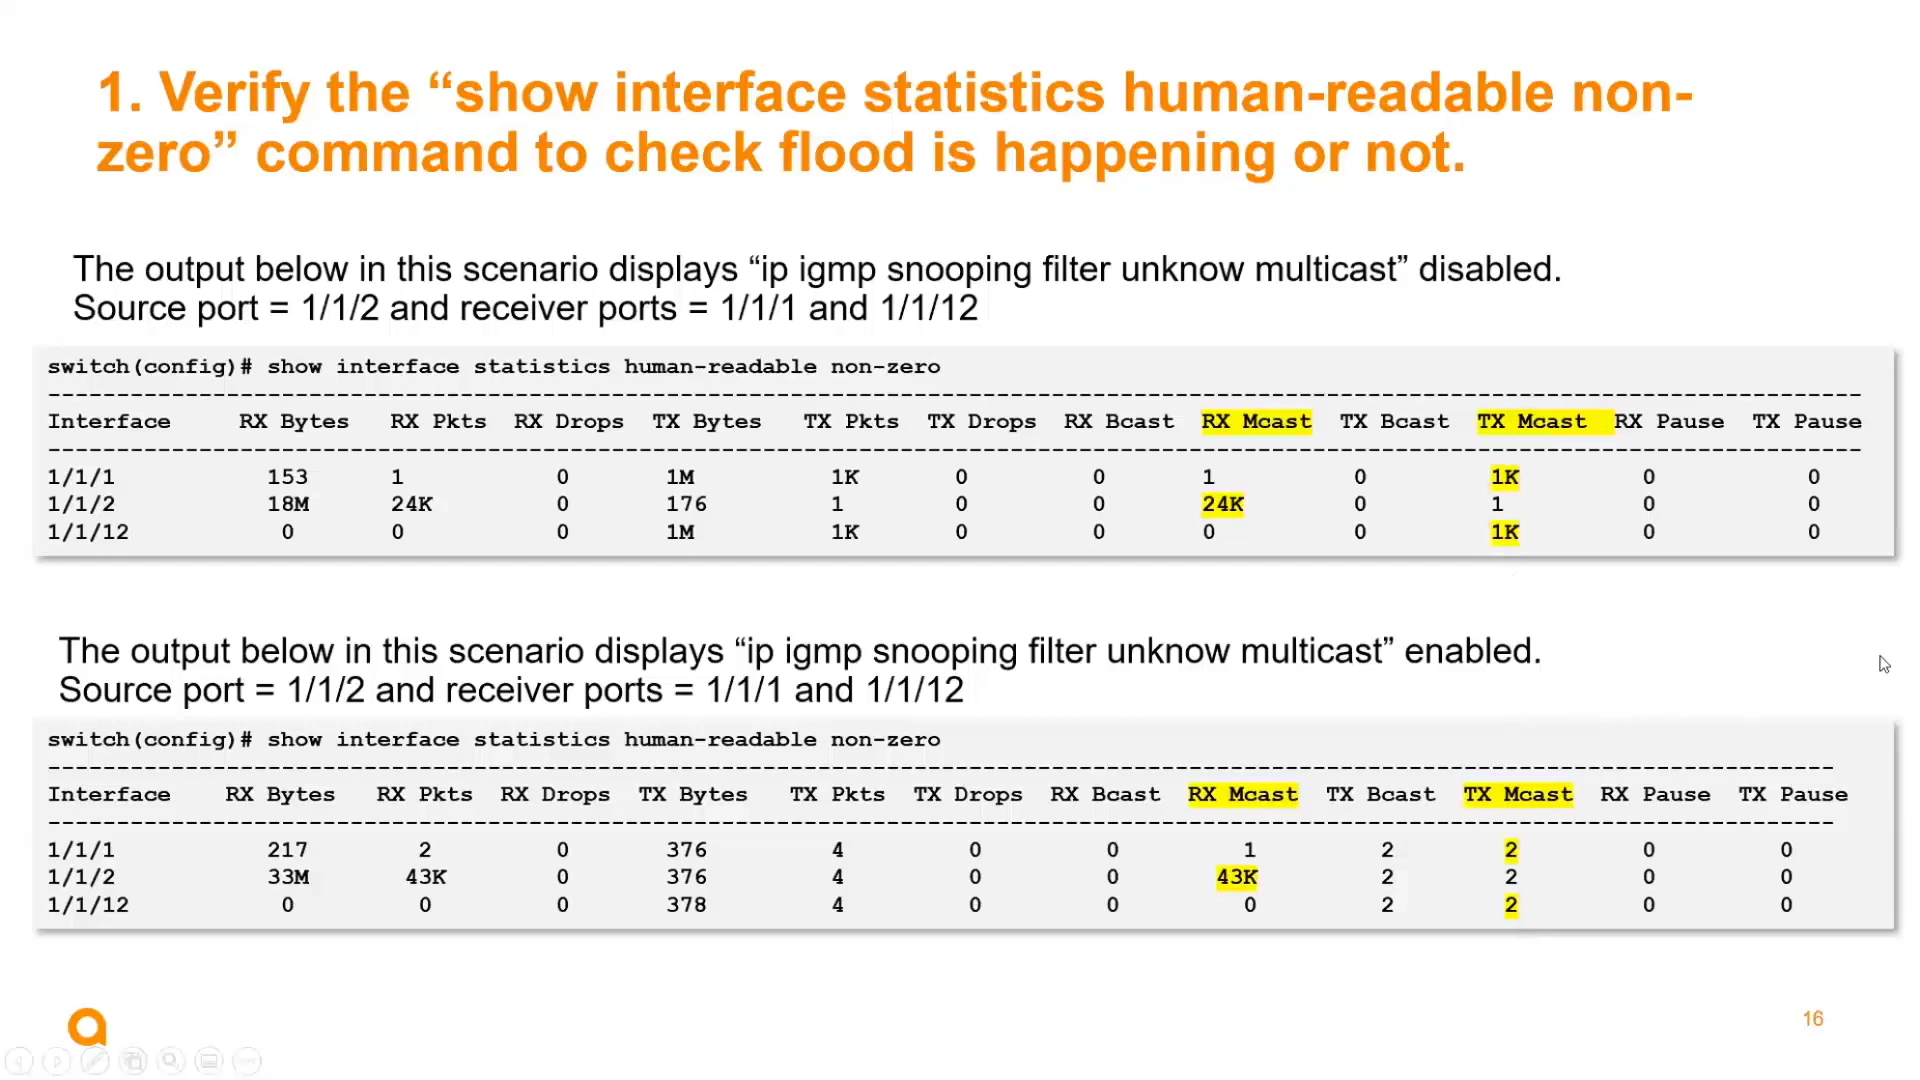 1. Verify the “show interface statistics human-readable non-
zero” command to check flood is happening or not.
The output below in this scenario displays “ip igmp snooping filter unknow multicast” disabled.
Source port = 1/1/2 and receiver ports = 1/1/1 and 1/1/12
switch(config)# show interface statistics human-readable non-zero
Interface RX Bytes RX Pkts RX Drops TX Bytes TX Pkts TX Drops RX Bcast RX Mcast TX Bcast TX Mcast RX Pause TX Pause
1/1/1 153 1 0 1M 1K 0 0 1 0 1K 0 0
1/1/2 18M 24K 0 176 1 0 0 24K 0 1 0 0
1/1/12 0 0 0 1M 1K 0 0 0 0 1K 0 0
The output below in this scenario displays “ip igmp snooping filter unknow multicast” enabled.
Source port = 1/1/2 and receiver ports = 1/1/1 and 1/1/12
switch(config)# show interface statistics human-readable non-zero
Interface RX Bytes RX Pkts RX Drops TX Bytes TX Pkts TX Drops RX Bcast RX Mcast TX Bcast TX Mcast RX Pause TX Pause
1/1/1 217 2 0 376 4 0 0 1 2 2 0 0
1/1/2 33M 43K 0 376 4 0 0 43K 2 2 0 0
1/1/12 0 0 0 378 4 0 0 0 2 2 0 0
16